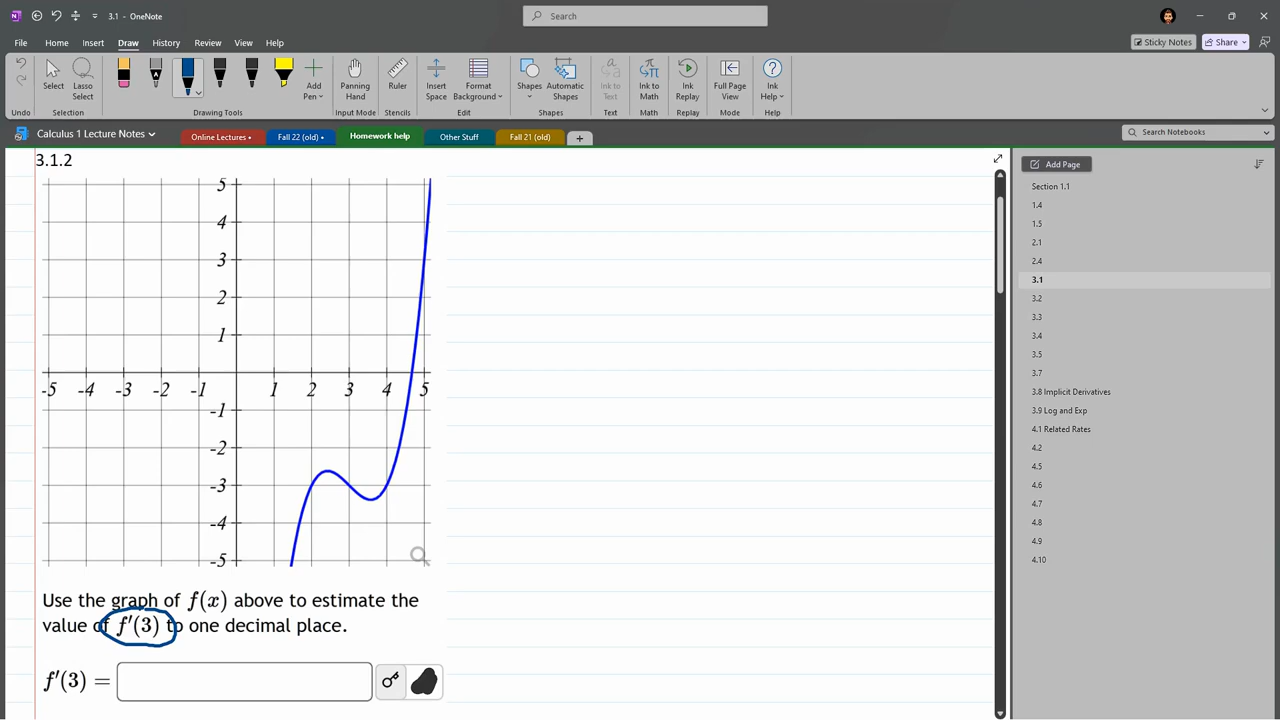 3.1 - OneNote
Search
File Home Insert Draw History Review View Help
Sticky Notes
Share
Undo
Select
Lasso Select
Selection
Drawing Tools
Add Pen
Panning Hand
Input Mode
Ruler
Stencils
Insert Space
Format Background
Edit
Shapes
Automatic Shapes
Shapes
Ink to Text
Text
Ink to Math
Math
Ink Replay
Replay
Full Page View
Mode
Ink Help
Help
Calculus 1 Lecture Notes
Online Lectures
Fall 22 (old)
Homework help
Other Stuff
Fall 21 (old)
Search Notebooks
3.1.2
5
4
3
2
1
-5 -4 -3 -2 -1 1 2 3 4 5
-1
-2
-3
-4
-5
Use the graph of f(x) above to estimate the
value of f′(3) to one decimal place.
f′(3) =
Add Page
Section 1.1
1.4
1.5
2.1
2.4
3.1
3.2
3.3
3.4
3.5
3.7
3.8 Implicit Derivatives
3.9 Log and Exp
4.1 Related Rates
4.2
4.5
4.6
4.7
4.8
4.9
4.10